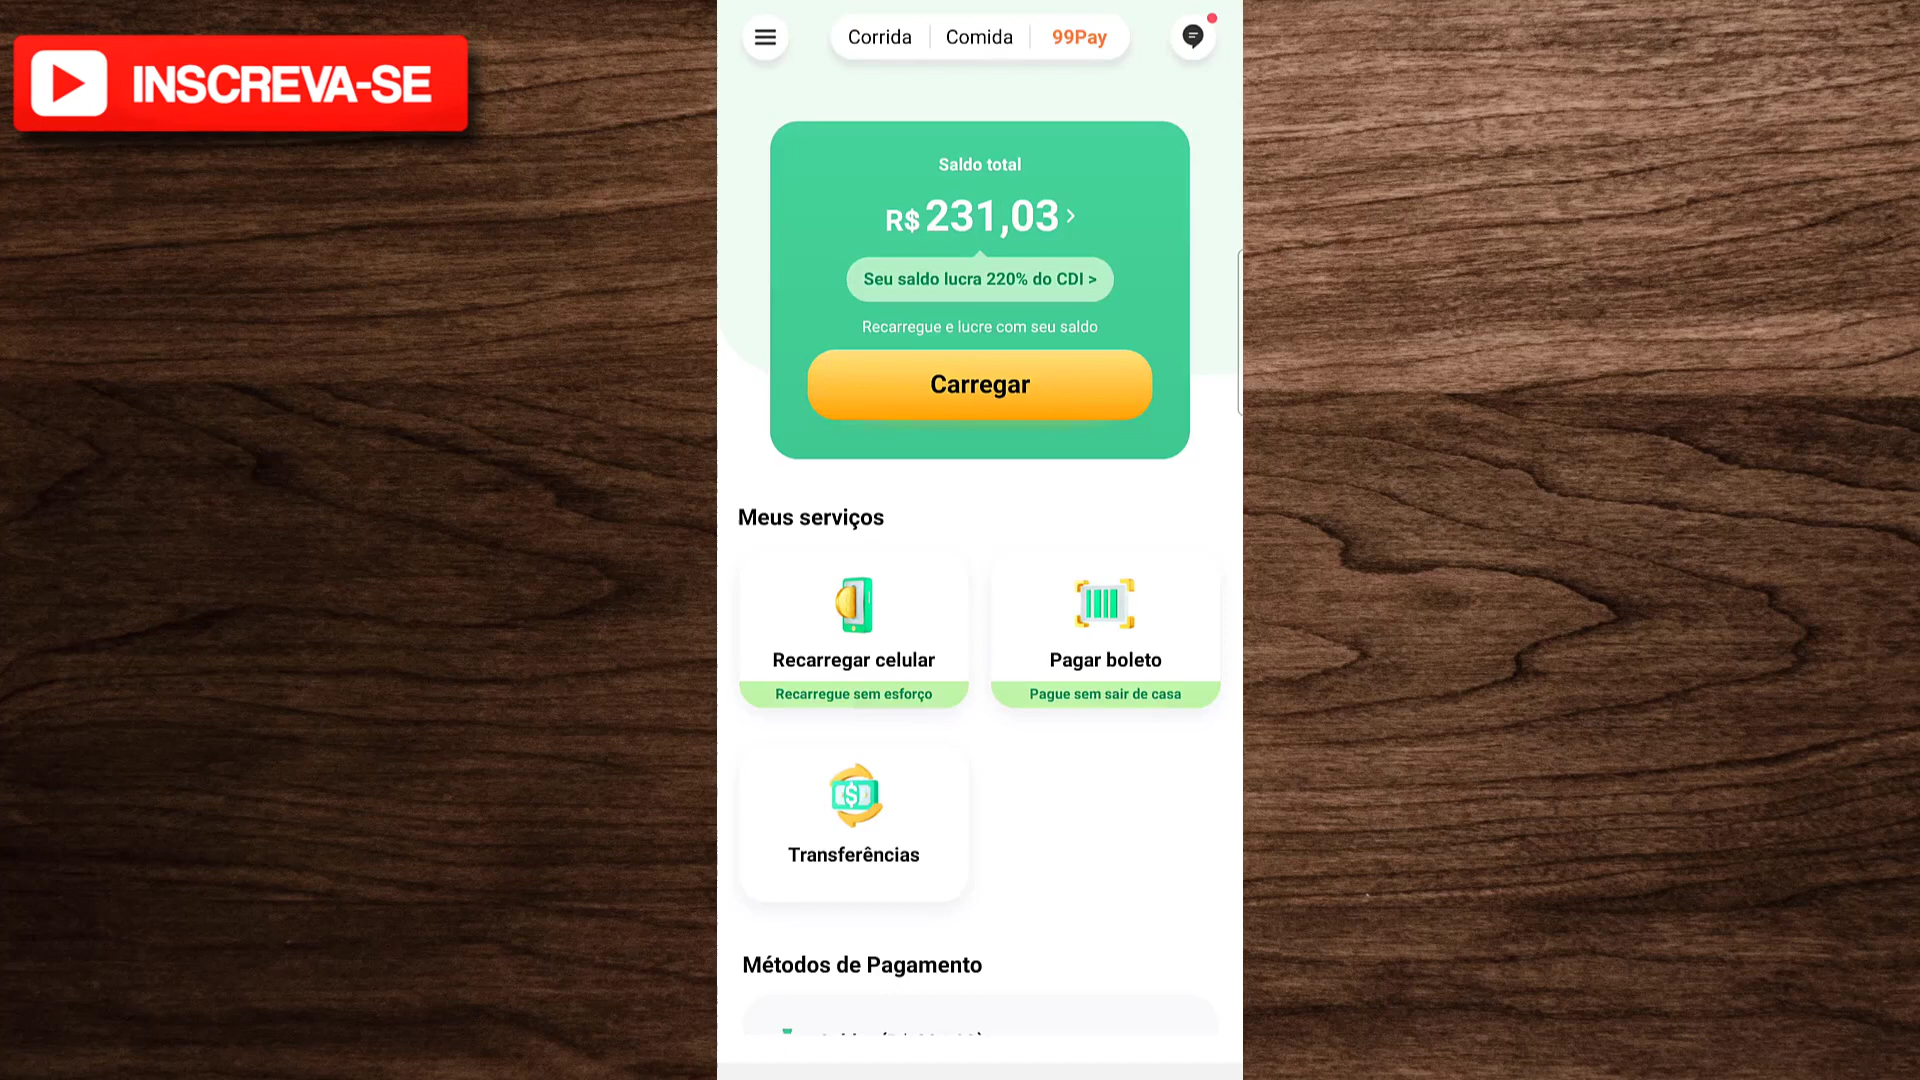 INSCREVA-SE
Corrida
Comida
99Pay
Saldo total
R$ 231,03 >
Seu saldo lucra 220% do CDI >
Recarregue e lucre com seu saldo
Carregar
Meus serviços
Recarregar celular
Recarregue sem esforço
Pagar boleto
Pague sem sair de casa
Transferências
Métodos de Pagamento